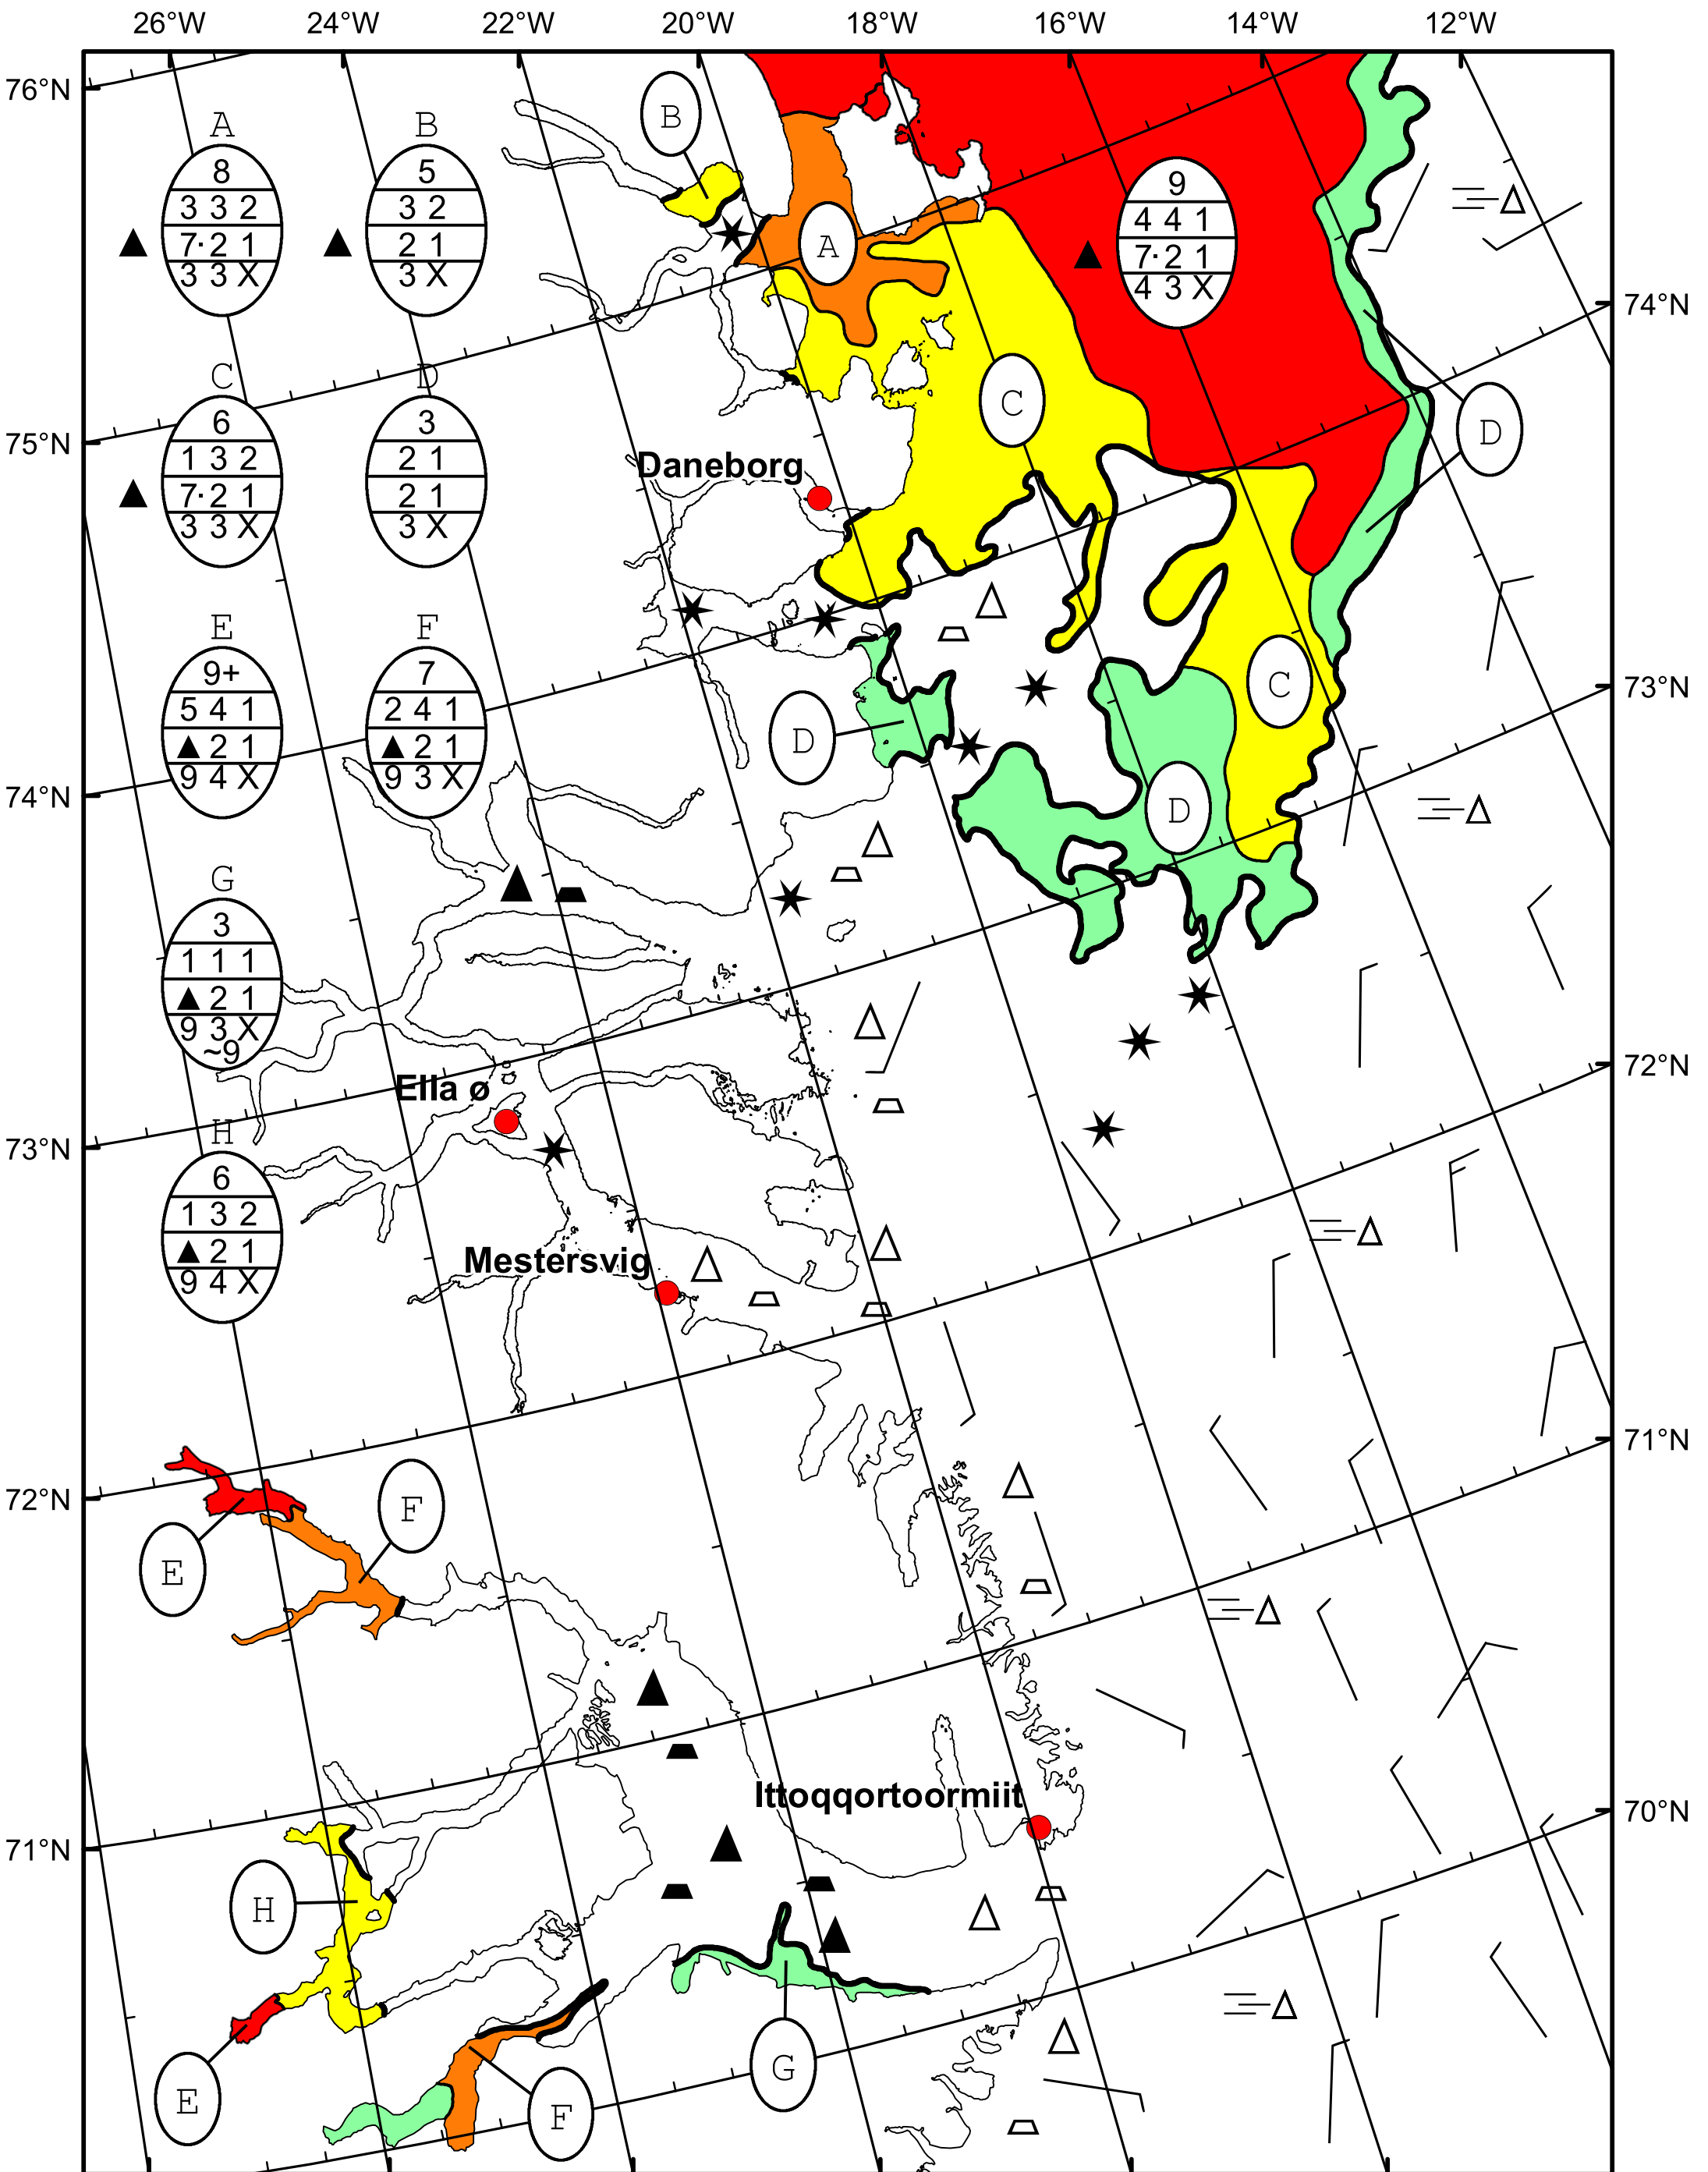 26°W 24°W 22°W 20°W 18°W 16°W 14°W 12°W
76°N
B
A
8
3 3 2
7· 2 1
3 3 X
B
5
3 2
2 1
3 X
9
4 4 1
7· 2 1
4 3 X
A
74°N
C
6
1 3 2
7· 2 1
3 3 X
D
3
2 1
2 1
3 X
C
D
75°N
Daneborg
E
9+
5 4 1
2 1
9 4 X
F
7
2 4 1
2 1
9 3 X
C
73°N
D
D
74°N
G
3
1 1 1
2 1
9 3 X
~9
72°N
Ella ø
73°N
H
6
1 3 2
2 1
9 4 X
Mestersvig
71°N
72°N
F
E
Ittoqqortoormiit
70°N
71°N
H
G
E
F